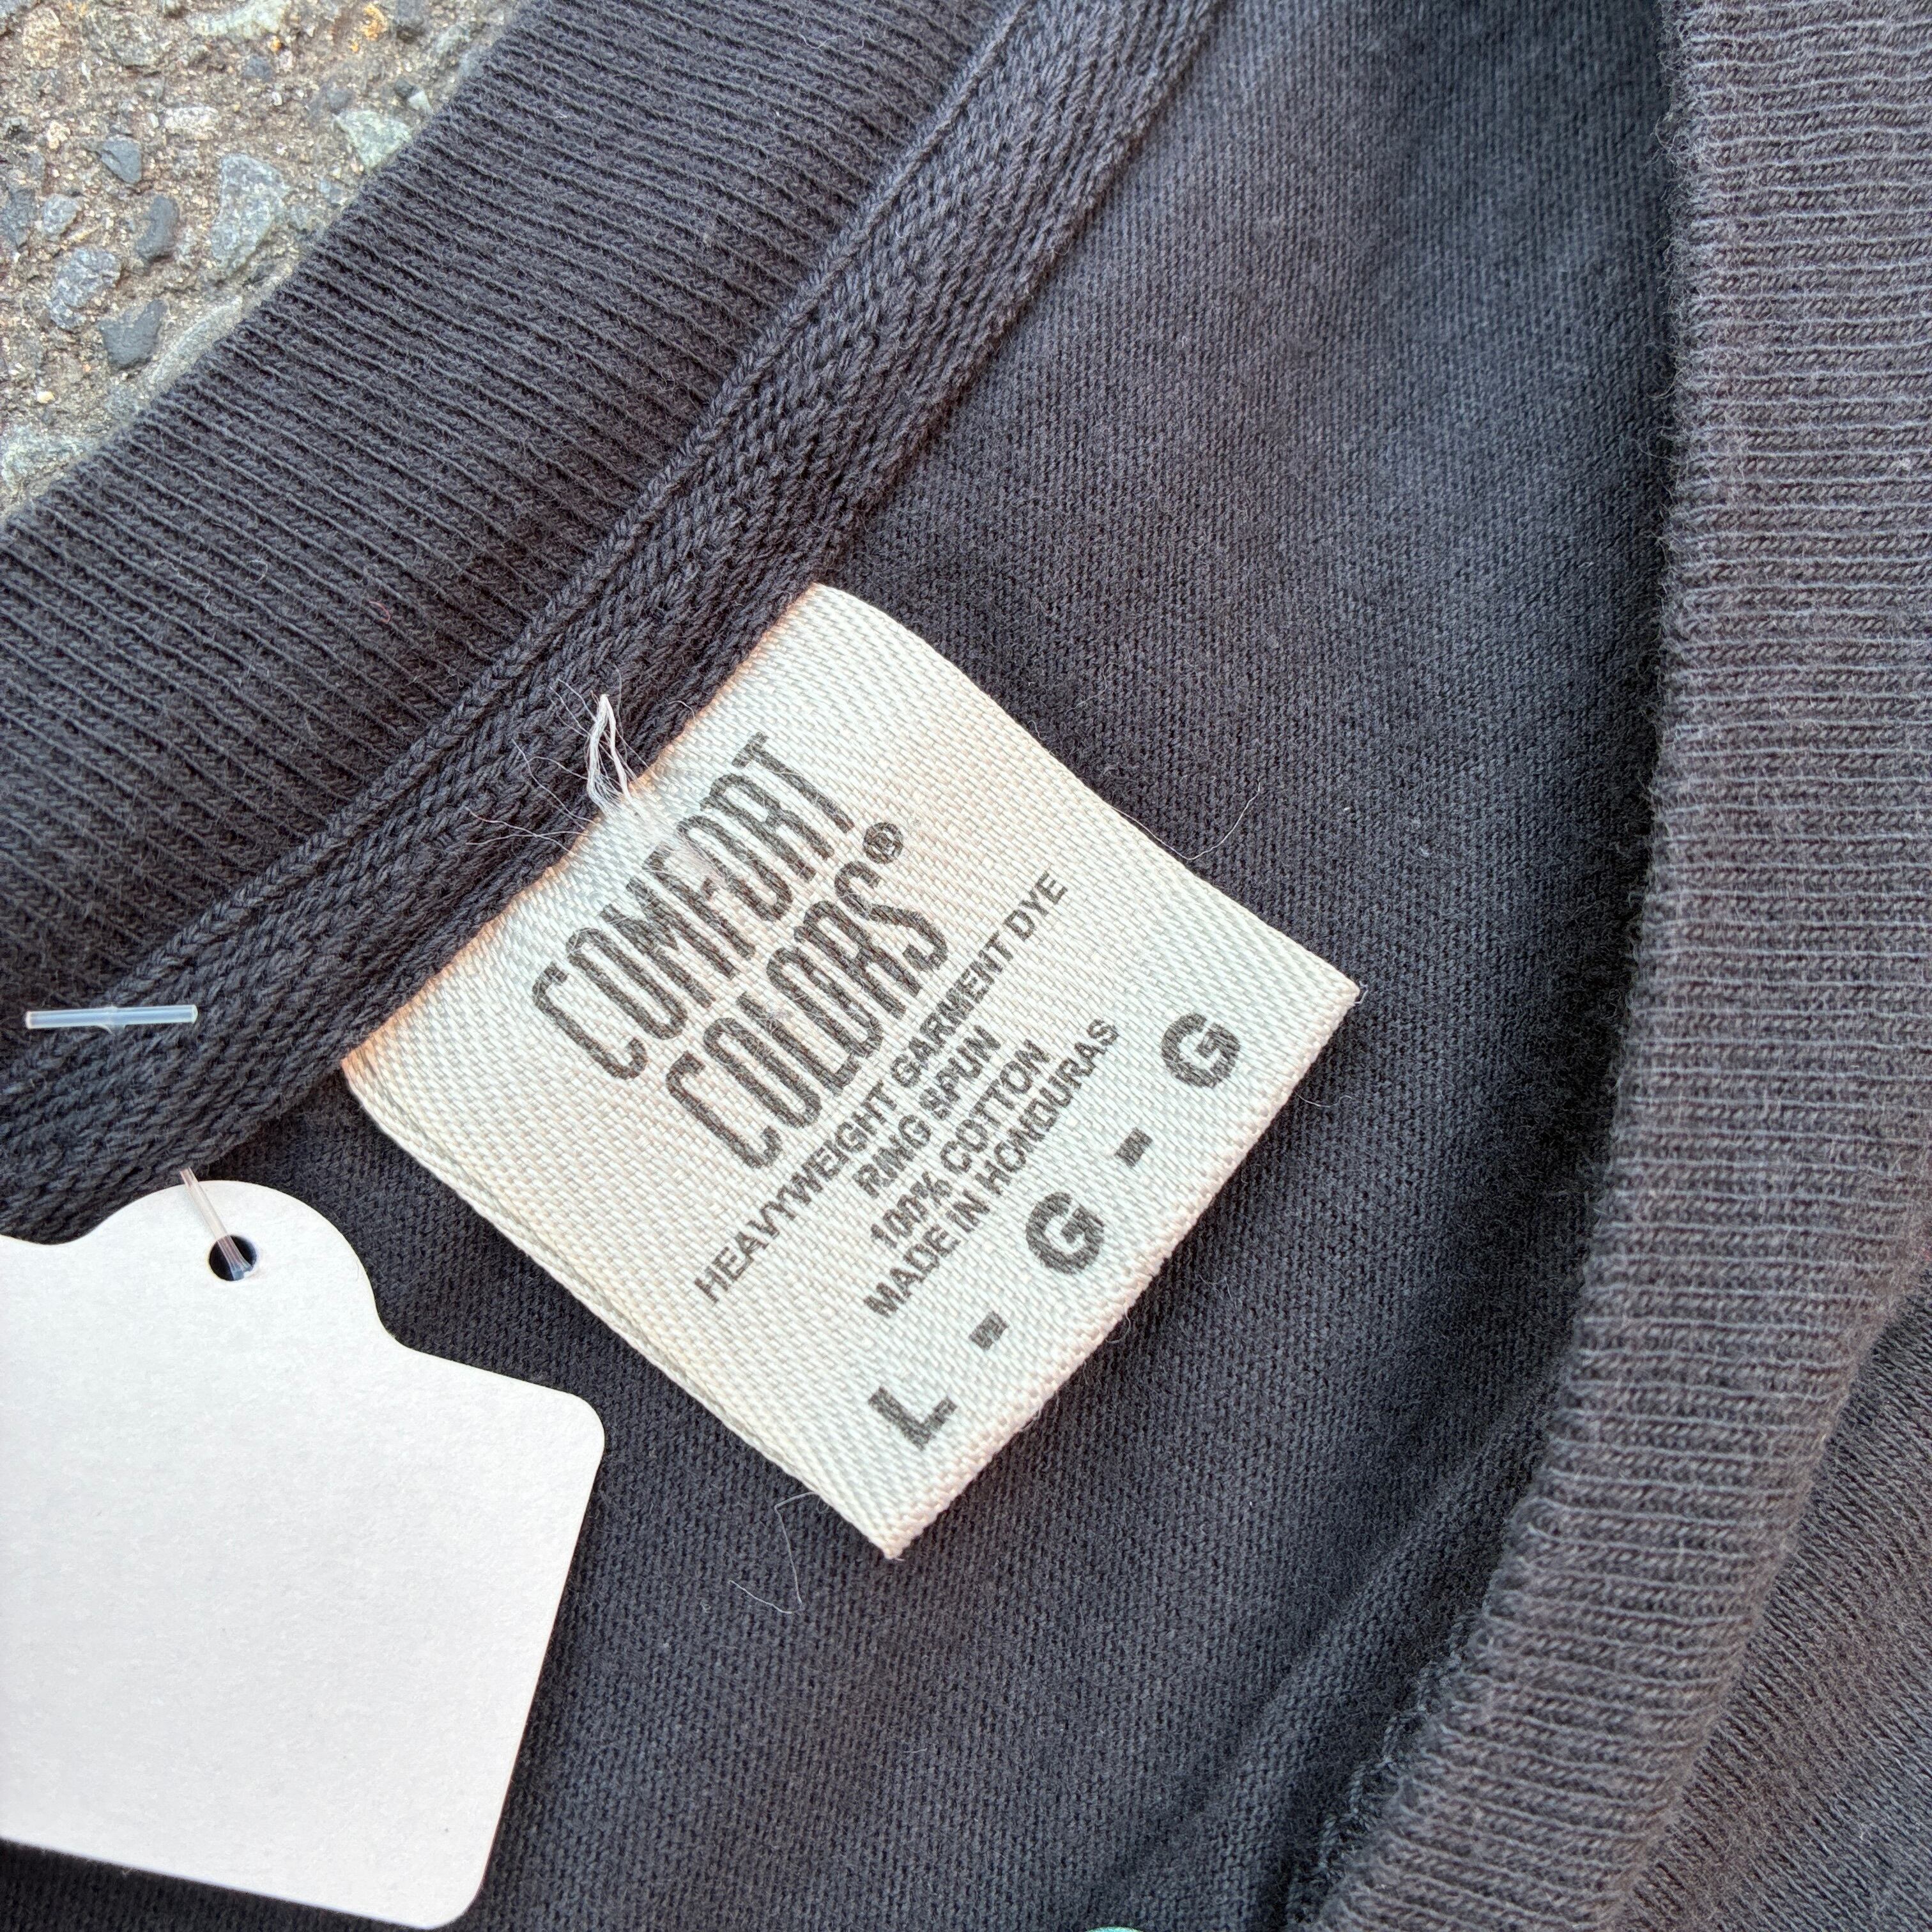 COMFORT
COLORS®
HEAVYWEIGHT GARMENT DYE
RING SPUN
100% COTTON
MADE IN HONDURAS
L - G - G